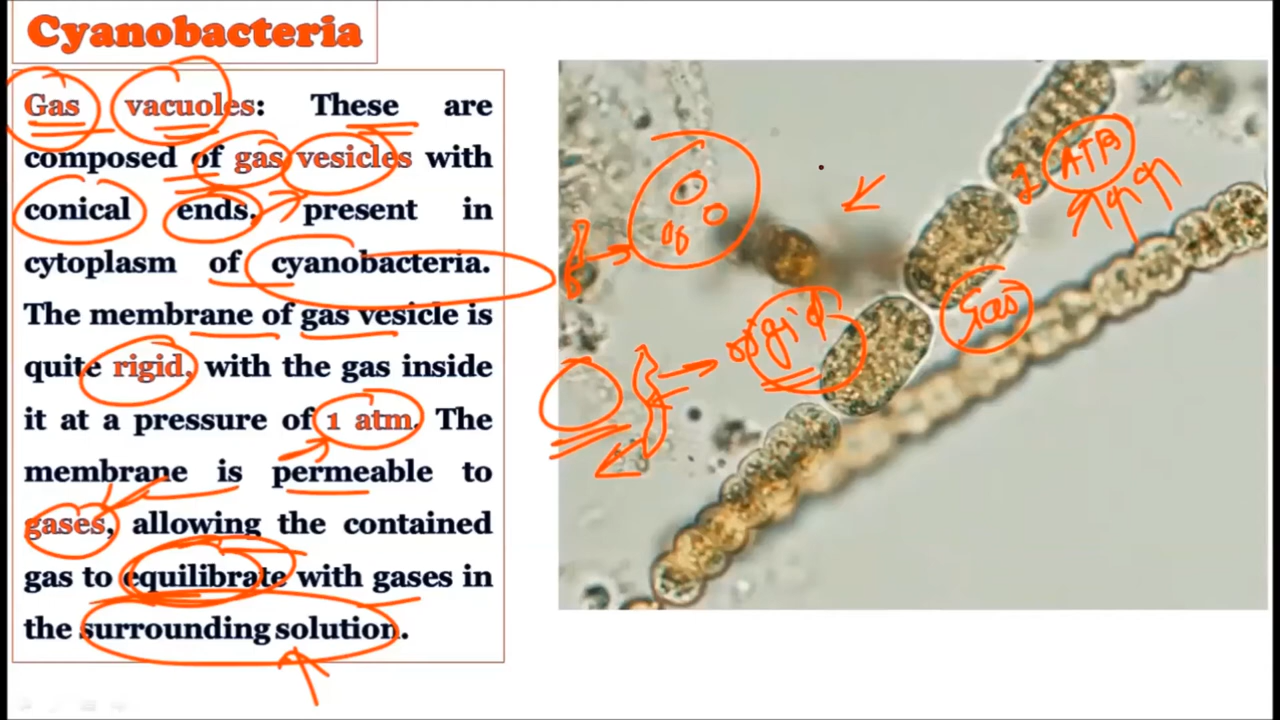 Cyanobacteria
Gas vacuoles: These are
composed of gas vesicles with
conical ends, present in
cytoplasm of cyanobacteria.
The membrane of gas vesicle is
quite rigid, with the gas inside
it at a pressure of 1 atm. The
membrane is permeable to
gases, allowing the contained
gas to equilibrate with gases in
the surrounding solution.
Gas